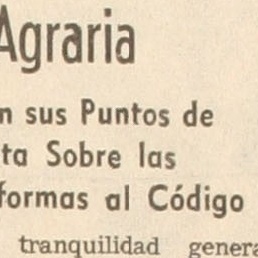 Agraria
n sus Puntos de
ta Sobre las
formas al Código
tranquilidad genera